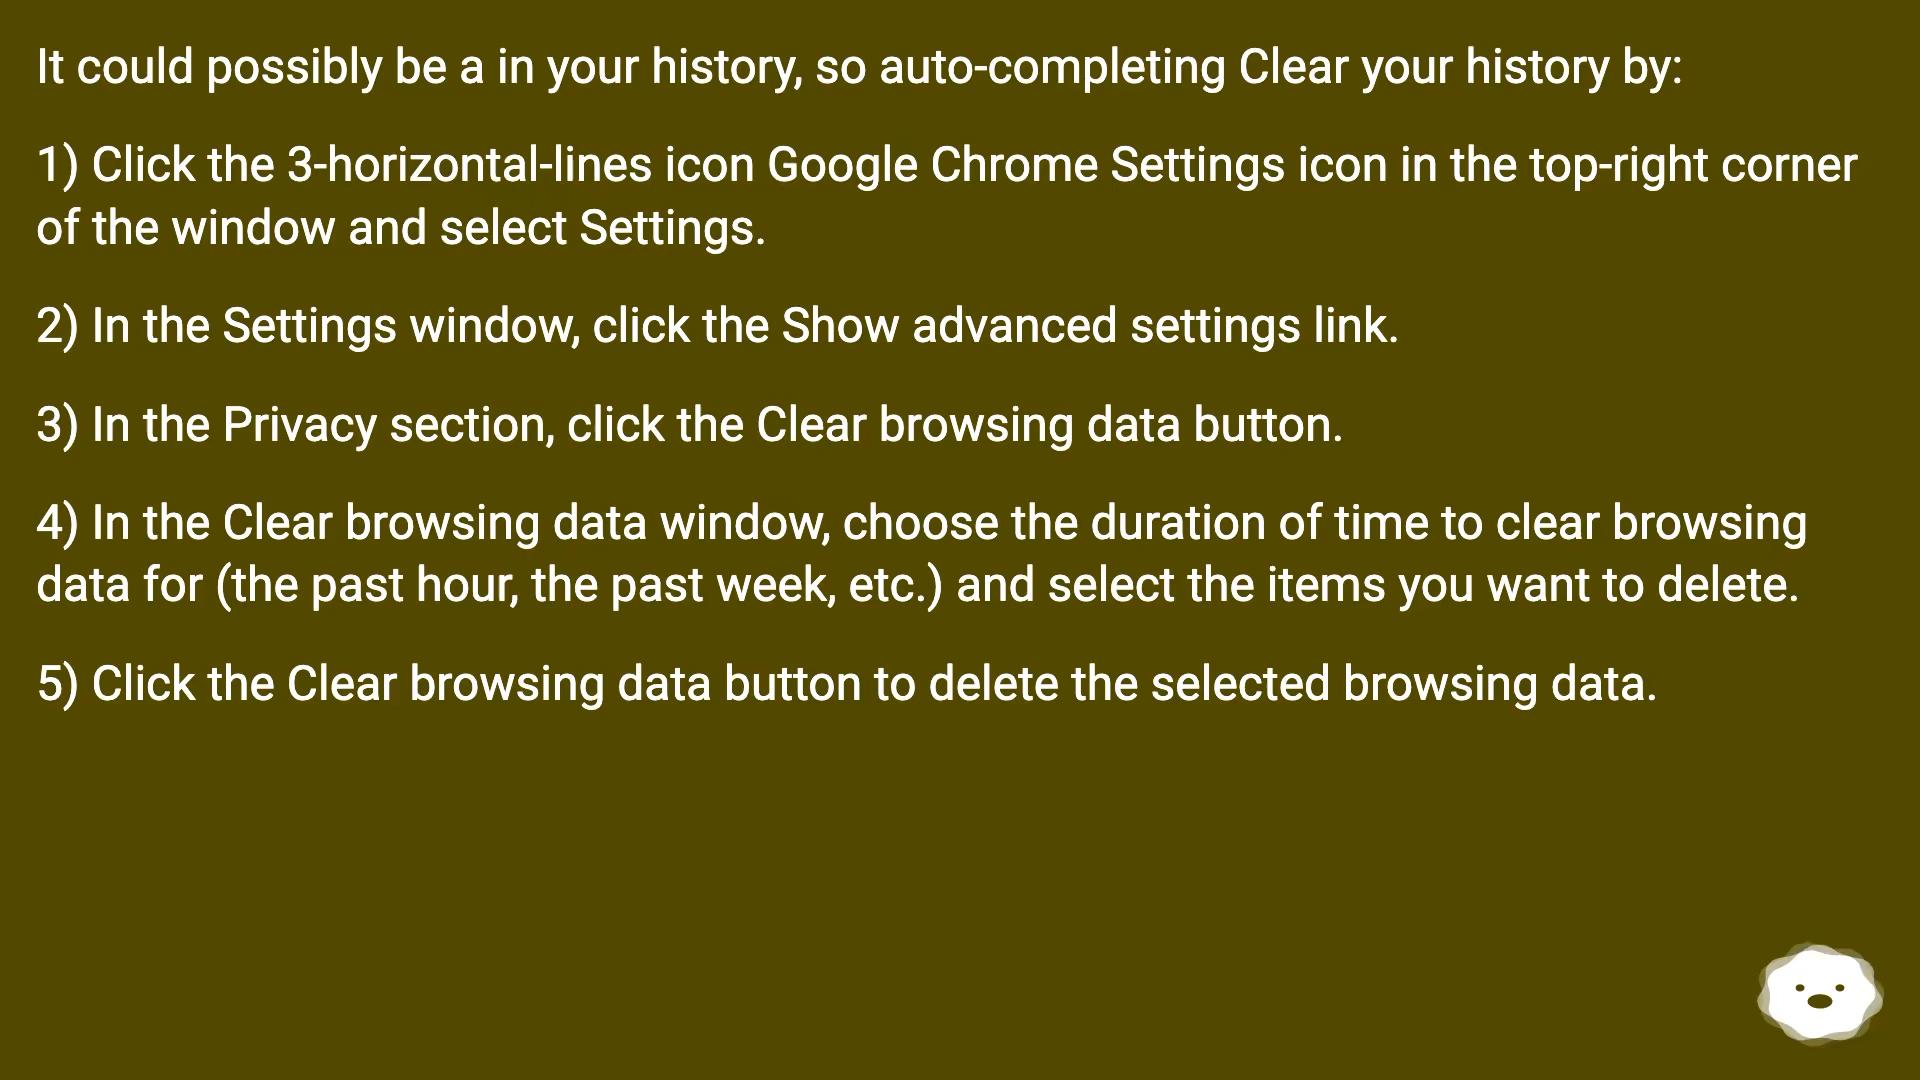 It could possibly be a in your history, so auto-completing Clear your history by:
1) Click the 3-horizontal-lines icon Google Chrome Settings icon in the top-right corner
of the window and select Settings.
2) In the Settings window, click the Show advanced settings link.
3) In the Privacy section, click the Clear browsing data button.
4) In the Clear browsing data window, choose the duration of time to clear browsing
data for (the past hour, the past week, etc.) and select the items you want to delete.
5) Click the Clear browsing data button to delete the selected browsing data.